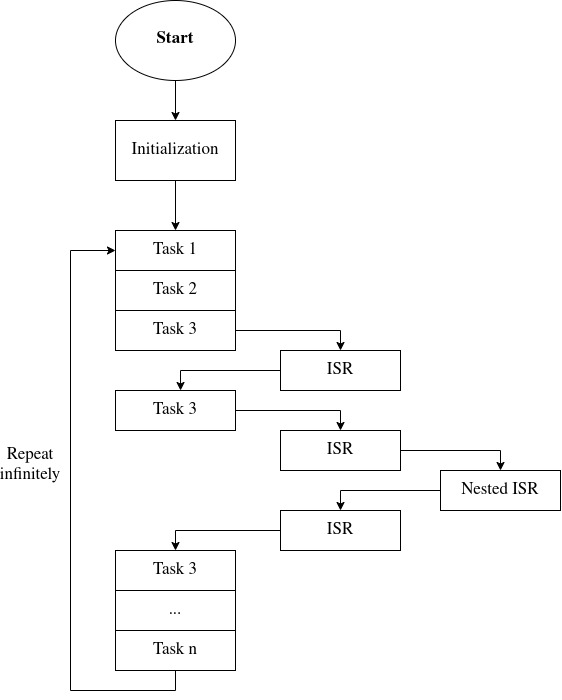 Start
Initialization
Task 1
Task 2
Task 3
ISR
Task 3
ISR
Repeat
infinitely
Nested ISR
ISR
Task 3
...
Task n